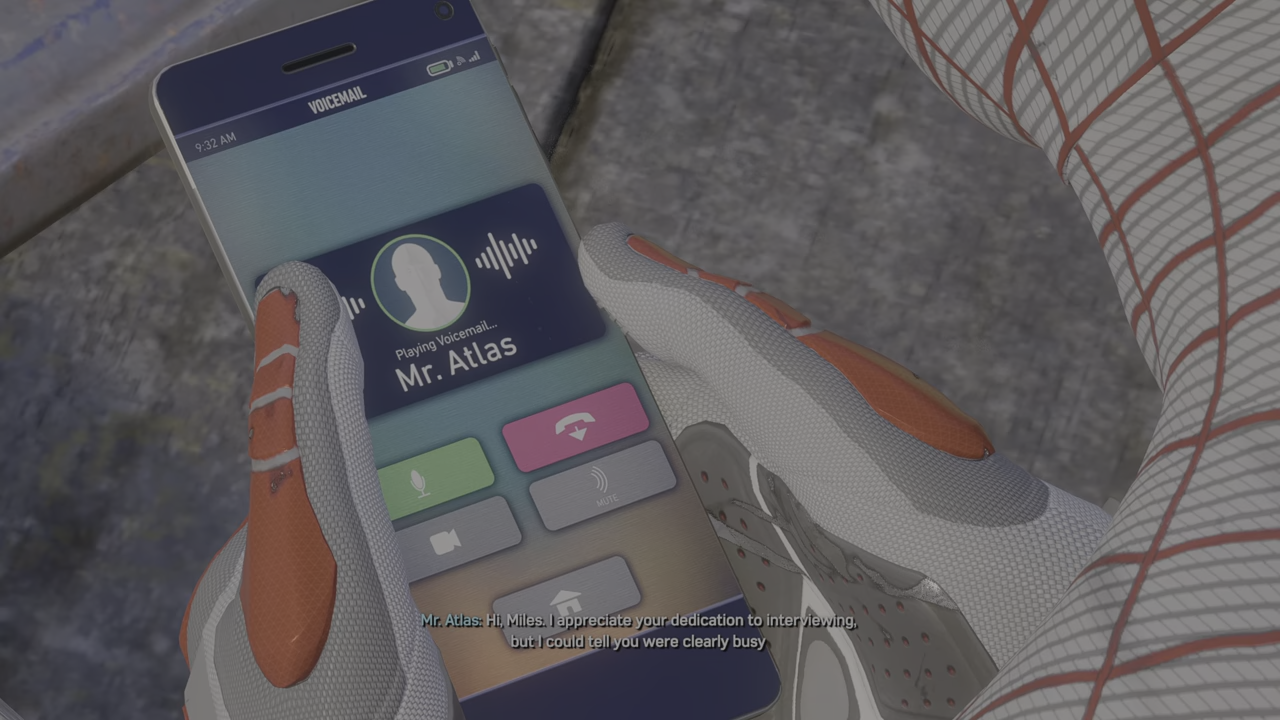 VOICEMAIL
9:32 AM
Playing Voicemail...
Mr. Atlas
MUTE
Mr. Atlas: Hi, Miles. I appreciate your dedication to interviewing,
but I could tell you were clearly busy